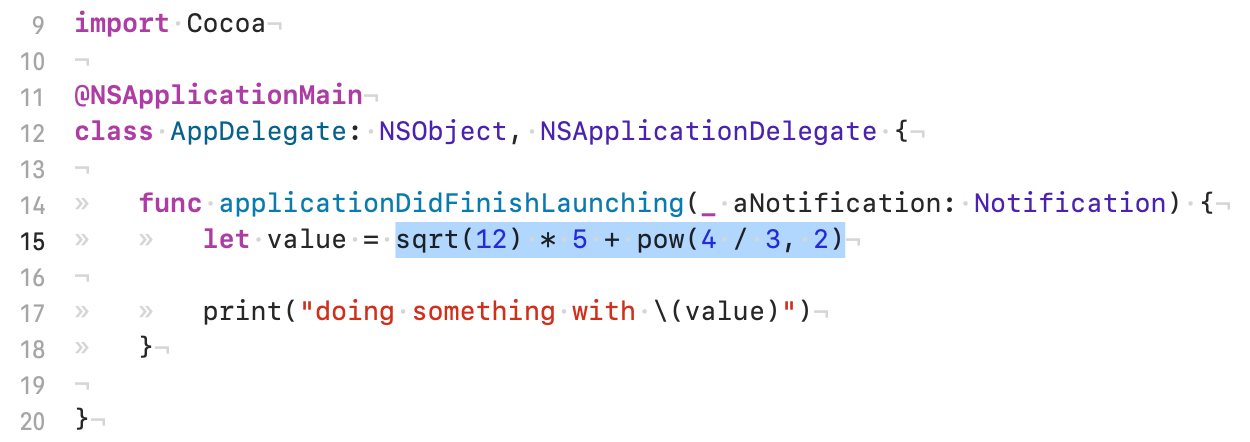 9 import Cocoa¬
10 ¬
11 @NSApplicationMain¬
12 class AppDelegate: NSObject, NSApplicationDelegate {¬
13 ¬
14 » func applicationDidFinishLaunching(_ aNotification: Notification) {¬
15 » » let value = sqrt(12) * 5 + pow(4 / 3, 2)¬
16 ¬
17 » » print("doing·something·with·\(value)")¬
18 » }¬
19 ¬
20 }¬